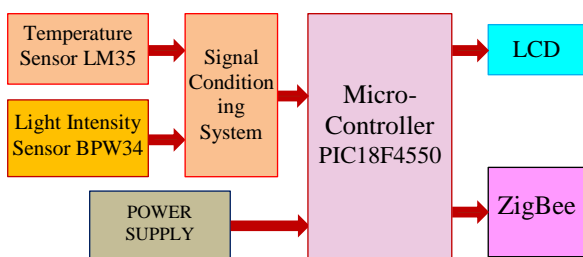 Temperature
Sensor LM35
Light Intensity
Sensor BPW34
Signal
Condition
ing
System
POWER
SUPPLY
Micro-
Controller
PIC18F4550
LCD
ZigBee